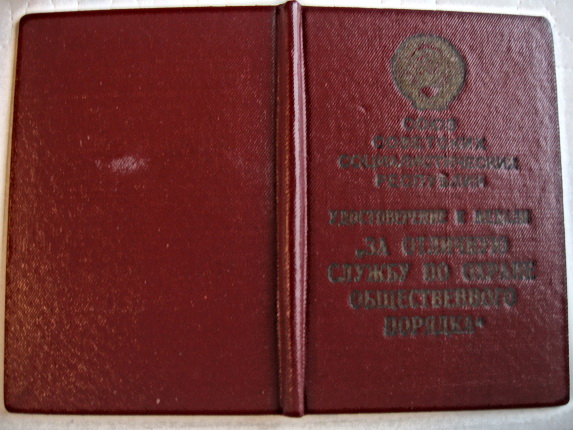 СОЮЗ
СОВЕТСКИХ
СОЦИАЛИСТИЧЕСКИХ
РЕСПУБЛИК
УДОСТОВЕРЕНИЕ К МЕДАЛИ
„ЗА ОТЛИЧНУЮ
СЛУЖБУ ПО ОХРАНЕ
ОБЩЕСТВЕННОГО
ПОРЯДКА“